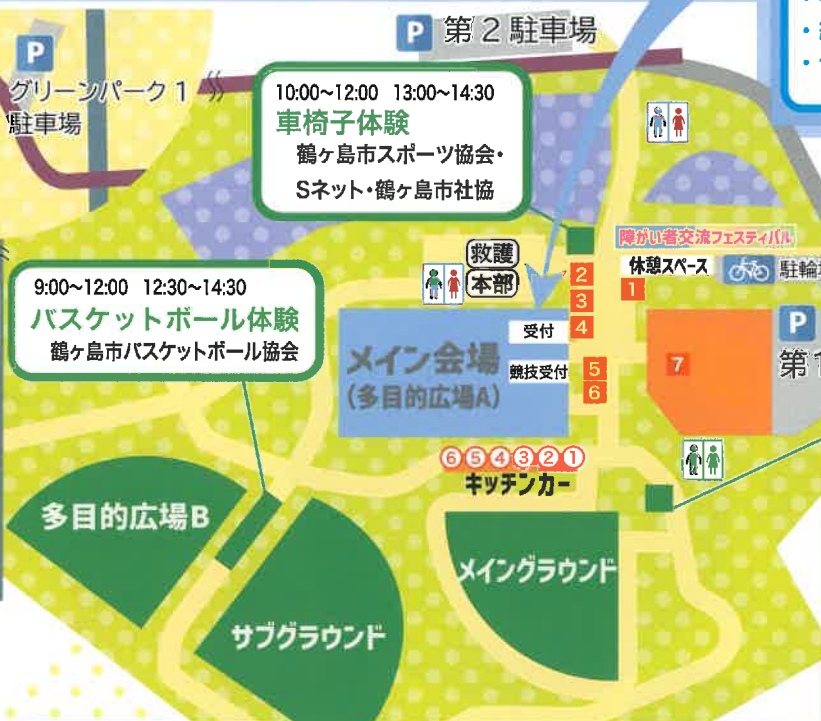 P 第2駐車場
P
グリーンパーク1
駐車場
10:00~12:00 13:00~14:30
車椅子体験
鶴ヶ島市スポーツ協会・
Sネット・鶴ヶ島市社協
障がい者交流フェスティバル
休憩スペース
駐輪場
1
救護
本部
2
3
4
9:00~12:00 12:30~14:30
バスケットボール体験
鶴ヶ島市バスケットボール協会
P
第1
受付
メイン会場
(多目的広場A)
競技受付
5
6
7
⑥⑤④③②①
キッチンカー
多目的広場B
メイングラウンド
サブグラウンド